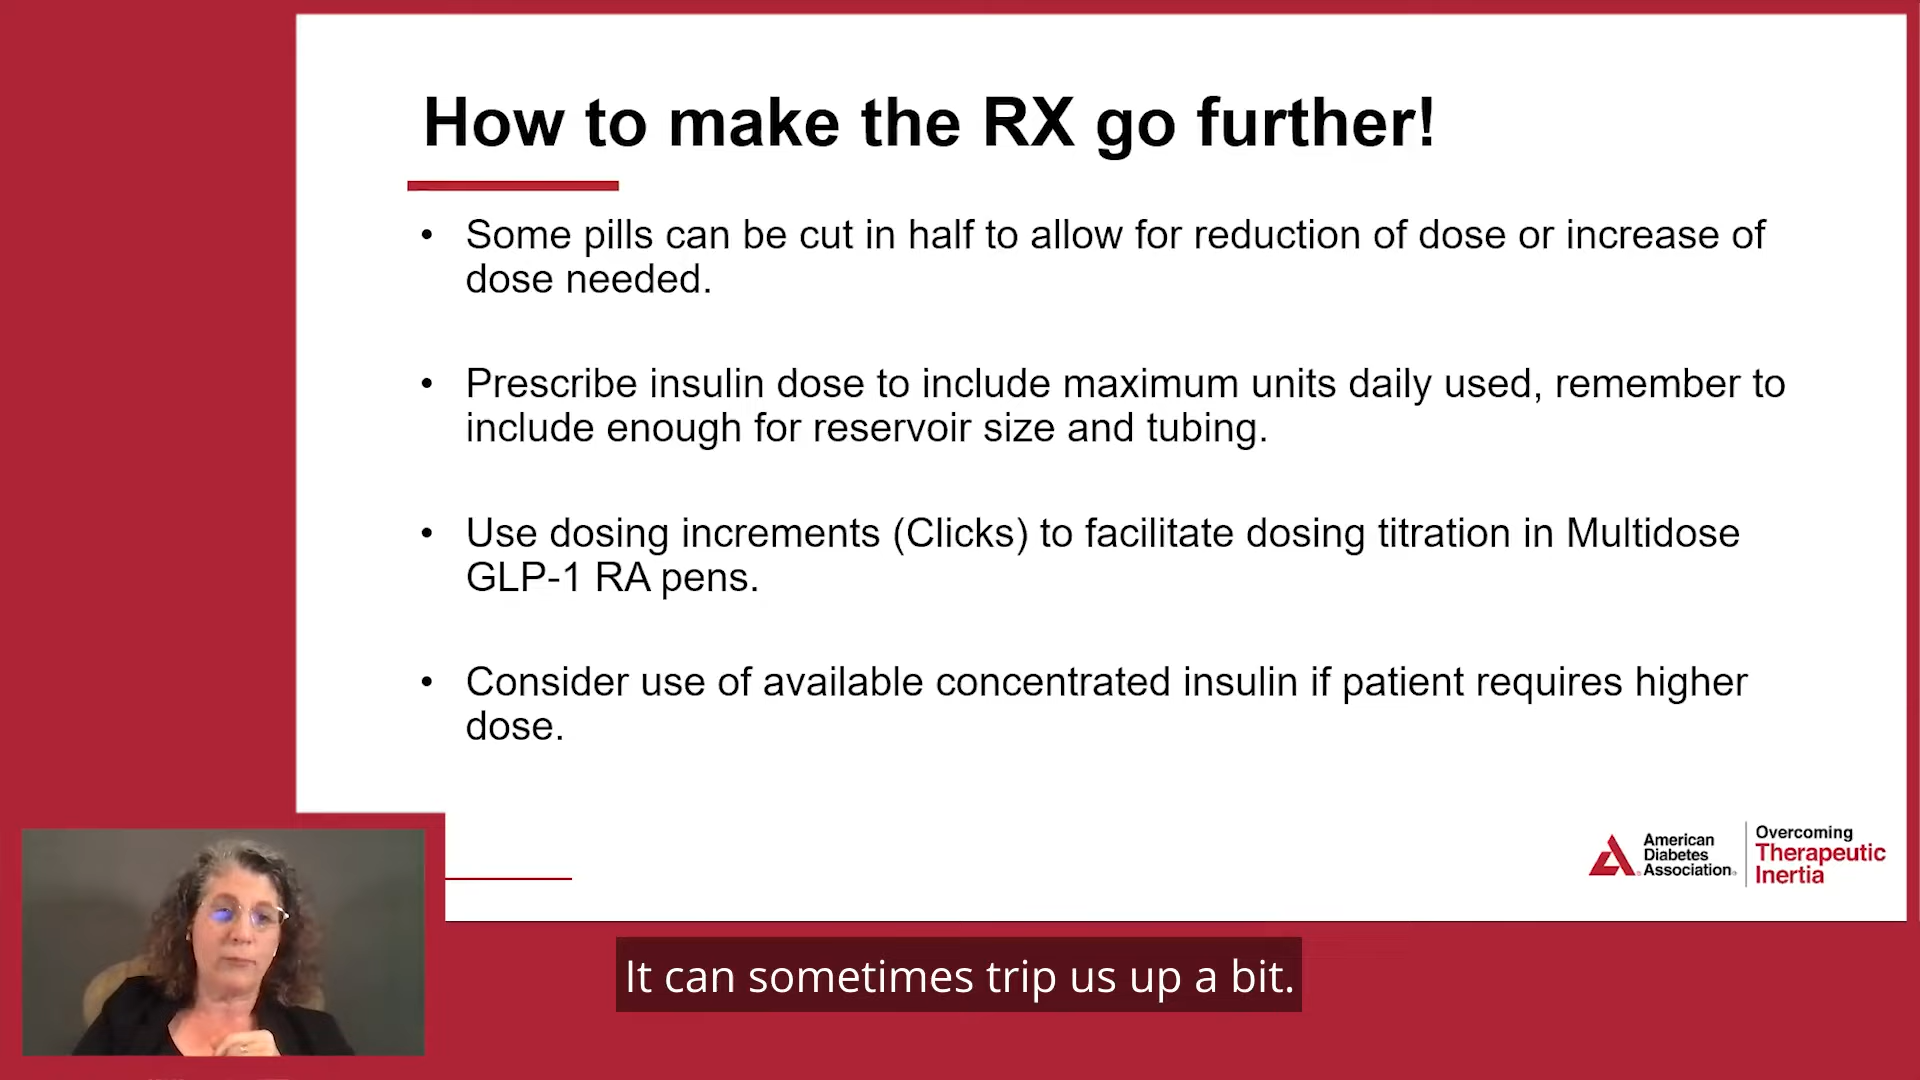 How to make the RX go further!
• Some pills can be cut in half to allow for reduction of dose or increase of
dose needed.
• Prescribe insulin dose to include maximum units daily used, remember to
include enough for reservoir size and tubing.
• Use dosing increments (Clicks) to facilitate dosing titration in Multidose
GLP-1 RA pens.
• Consider use of available concentrated insulin if patient requires higher
dose.
American
Diabetes
Association®
Overcoming
Therapeutic
Inertia
It can sometimes trip us up a bit.